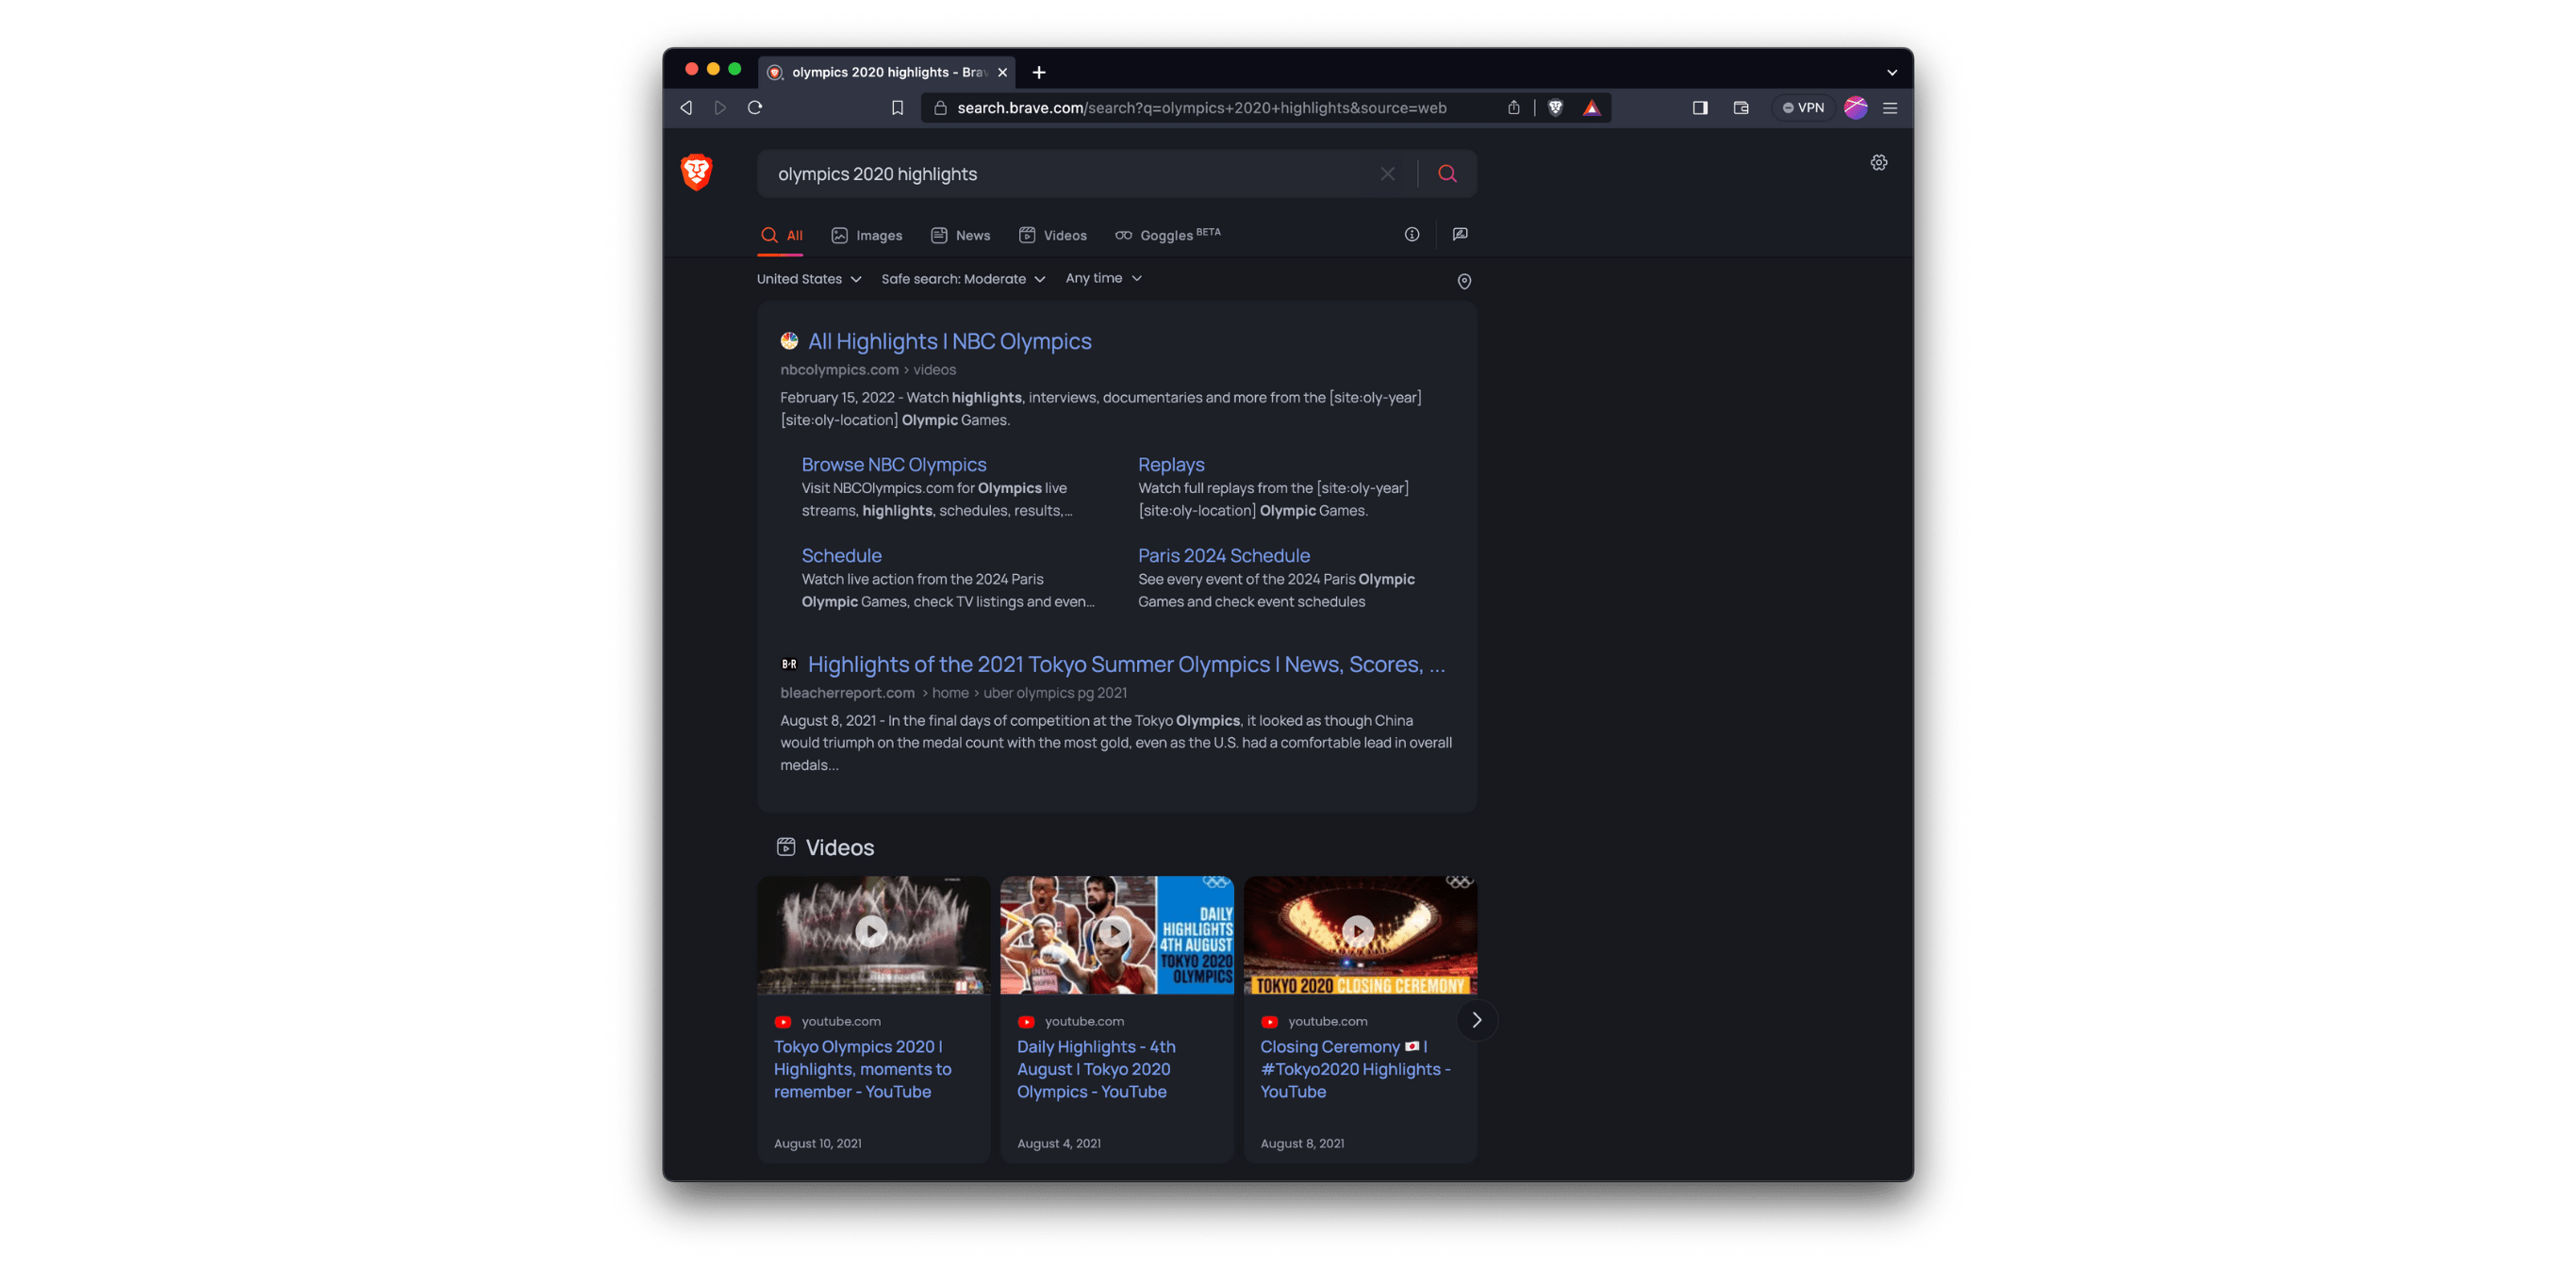 olympics 2020 highlights - Brav
search.brave.com/search?q=olympics+2020+highlights&source=web
VPN
olympics 2020 highlights
All Images News Videos Goggles BETA
United States Safe search: Moderate Any time
All Highlights | NBC Olympics
nbcolympics.com › videos
February 15, 2022 - Watch highlights, interviews, documentaries and more from the [site:oly-year]
[site:oly-location] Olympic Games.
Browse NBC Olympics
Visit NBCOlympics.com for Olympics live
streams, highlights, schedules, results,...
Replays
Watch full replays from the [site:oly-year]
[site:oly-location] Olympic Games.
Schedule
Watch live action from the 2024 Paris
Olympic Games, check TV listings and even...
Paris 2024 Schedule
See every event of the 2024 Paris Olympic
Games and check event schedules
B·R Highlights of the 2021 Tokyo Summer Olympics | News, Scores, ...
bleacherreport.com › home › uber olympics pg 2021
August 8, 2021 - In the final days of competition at the Tokyo Olympics, it looked as though China
would triumph on the medal count with the most gold, even as the U.S. had a comfortable lead in overall
medals...
Videos
youtube.com
Tokyo Olympics 2020 |
Highlights, moments to
remember - YouTube
August 10, 2021
DAILY
HIGHLIGHTS
4TH AUGUST
TOKYO 2020
OLYMPICS
youtube.com
Daily Highlights - 4th
August | Tokyo 2020
Olympics - YouTube
August 4, 2021
TOKYO 2020 CLOSING CEREMONY
youtube.com
Closing Ceremony 🇯🇵 |
#Tokyo2020 Highlights -
YouTube
August 8, 2021